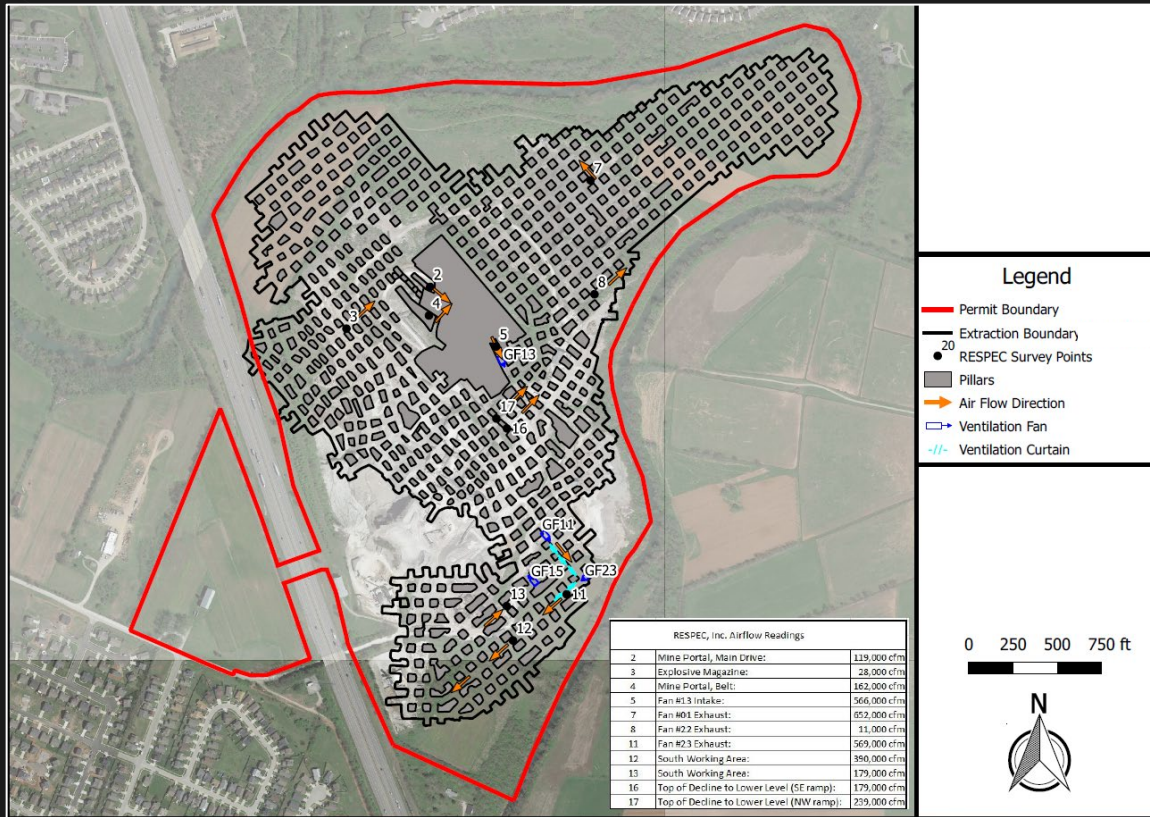 7
8
2
4
3
5
GF13
17
16
GF11
GF15
GF23
11
13
12
Legend
Permit Boundary
Extraction Boundary
20
RESPEC Survey Points
Pillars
Air Flow Direction
Ventilation Fan
Ventilation Curtain
RESPEC, Inc. Airflow Readings
2 Mine Portal, Main Drive: 119,000 cfm
3 Explosive Magazine: 28,000 cfm
4 Mine Portal, Belt: 162,000 cfm
5 Fan #13 Intake: 566,000 cfm
7 Fan #01 Exhaust: 652,000 cfm
8 Fan #22 Exhaust: 11,000 cfm
11 Fan #23 Exhaust: 569,000 cfm
12 South Working Area: 390,000 cfm
13 South Working Area: 179,000 cfm
16 Top of Decline to Lower Level (SE ramp): 179,000 cfm
17 Top of Decline to Lower Level (NW ramp): 239,000 cfm
0 250 500 750 ft
N